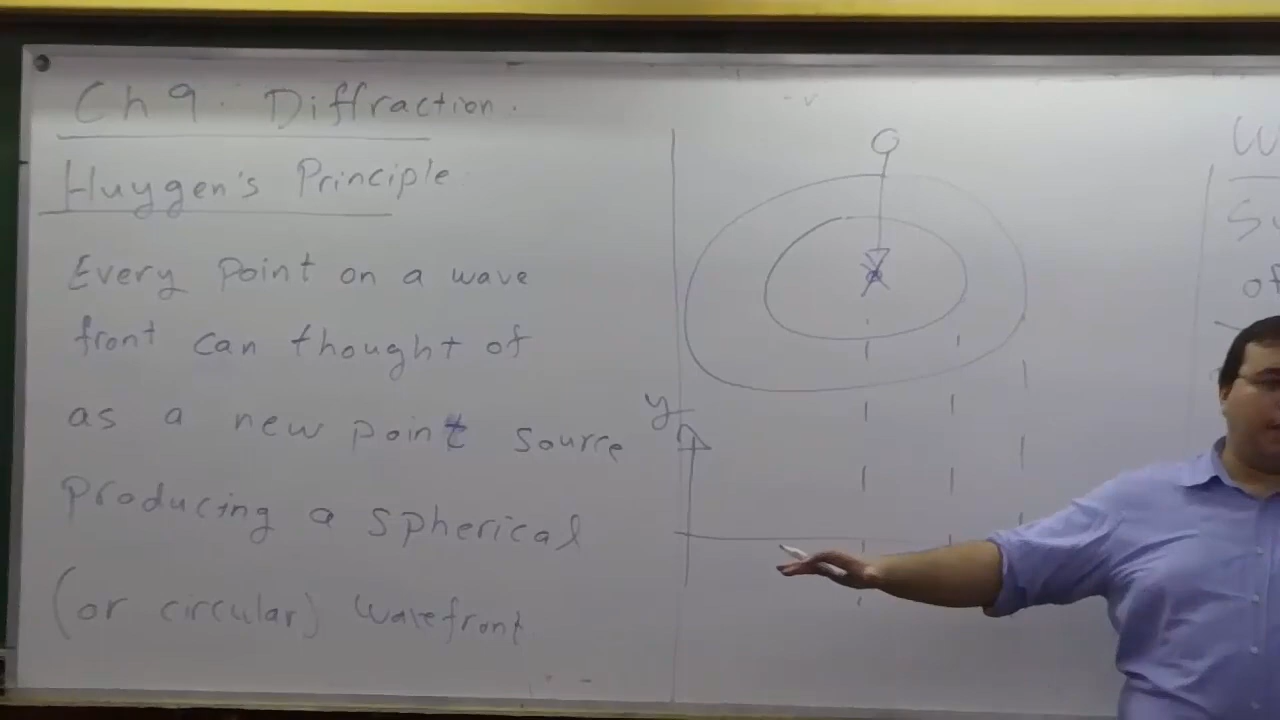 Ch 9. Diffraction.
Huygen's Principle
Every point on a wave
front can thought of
as a new point source
producing a spherical
(or circular) wavefront
y
of